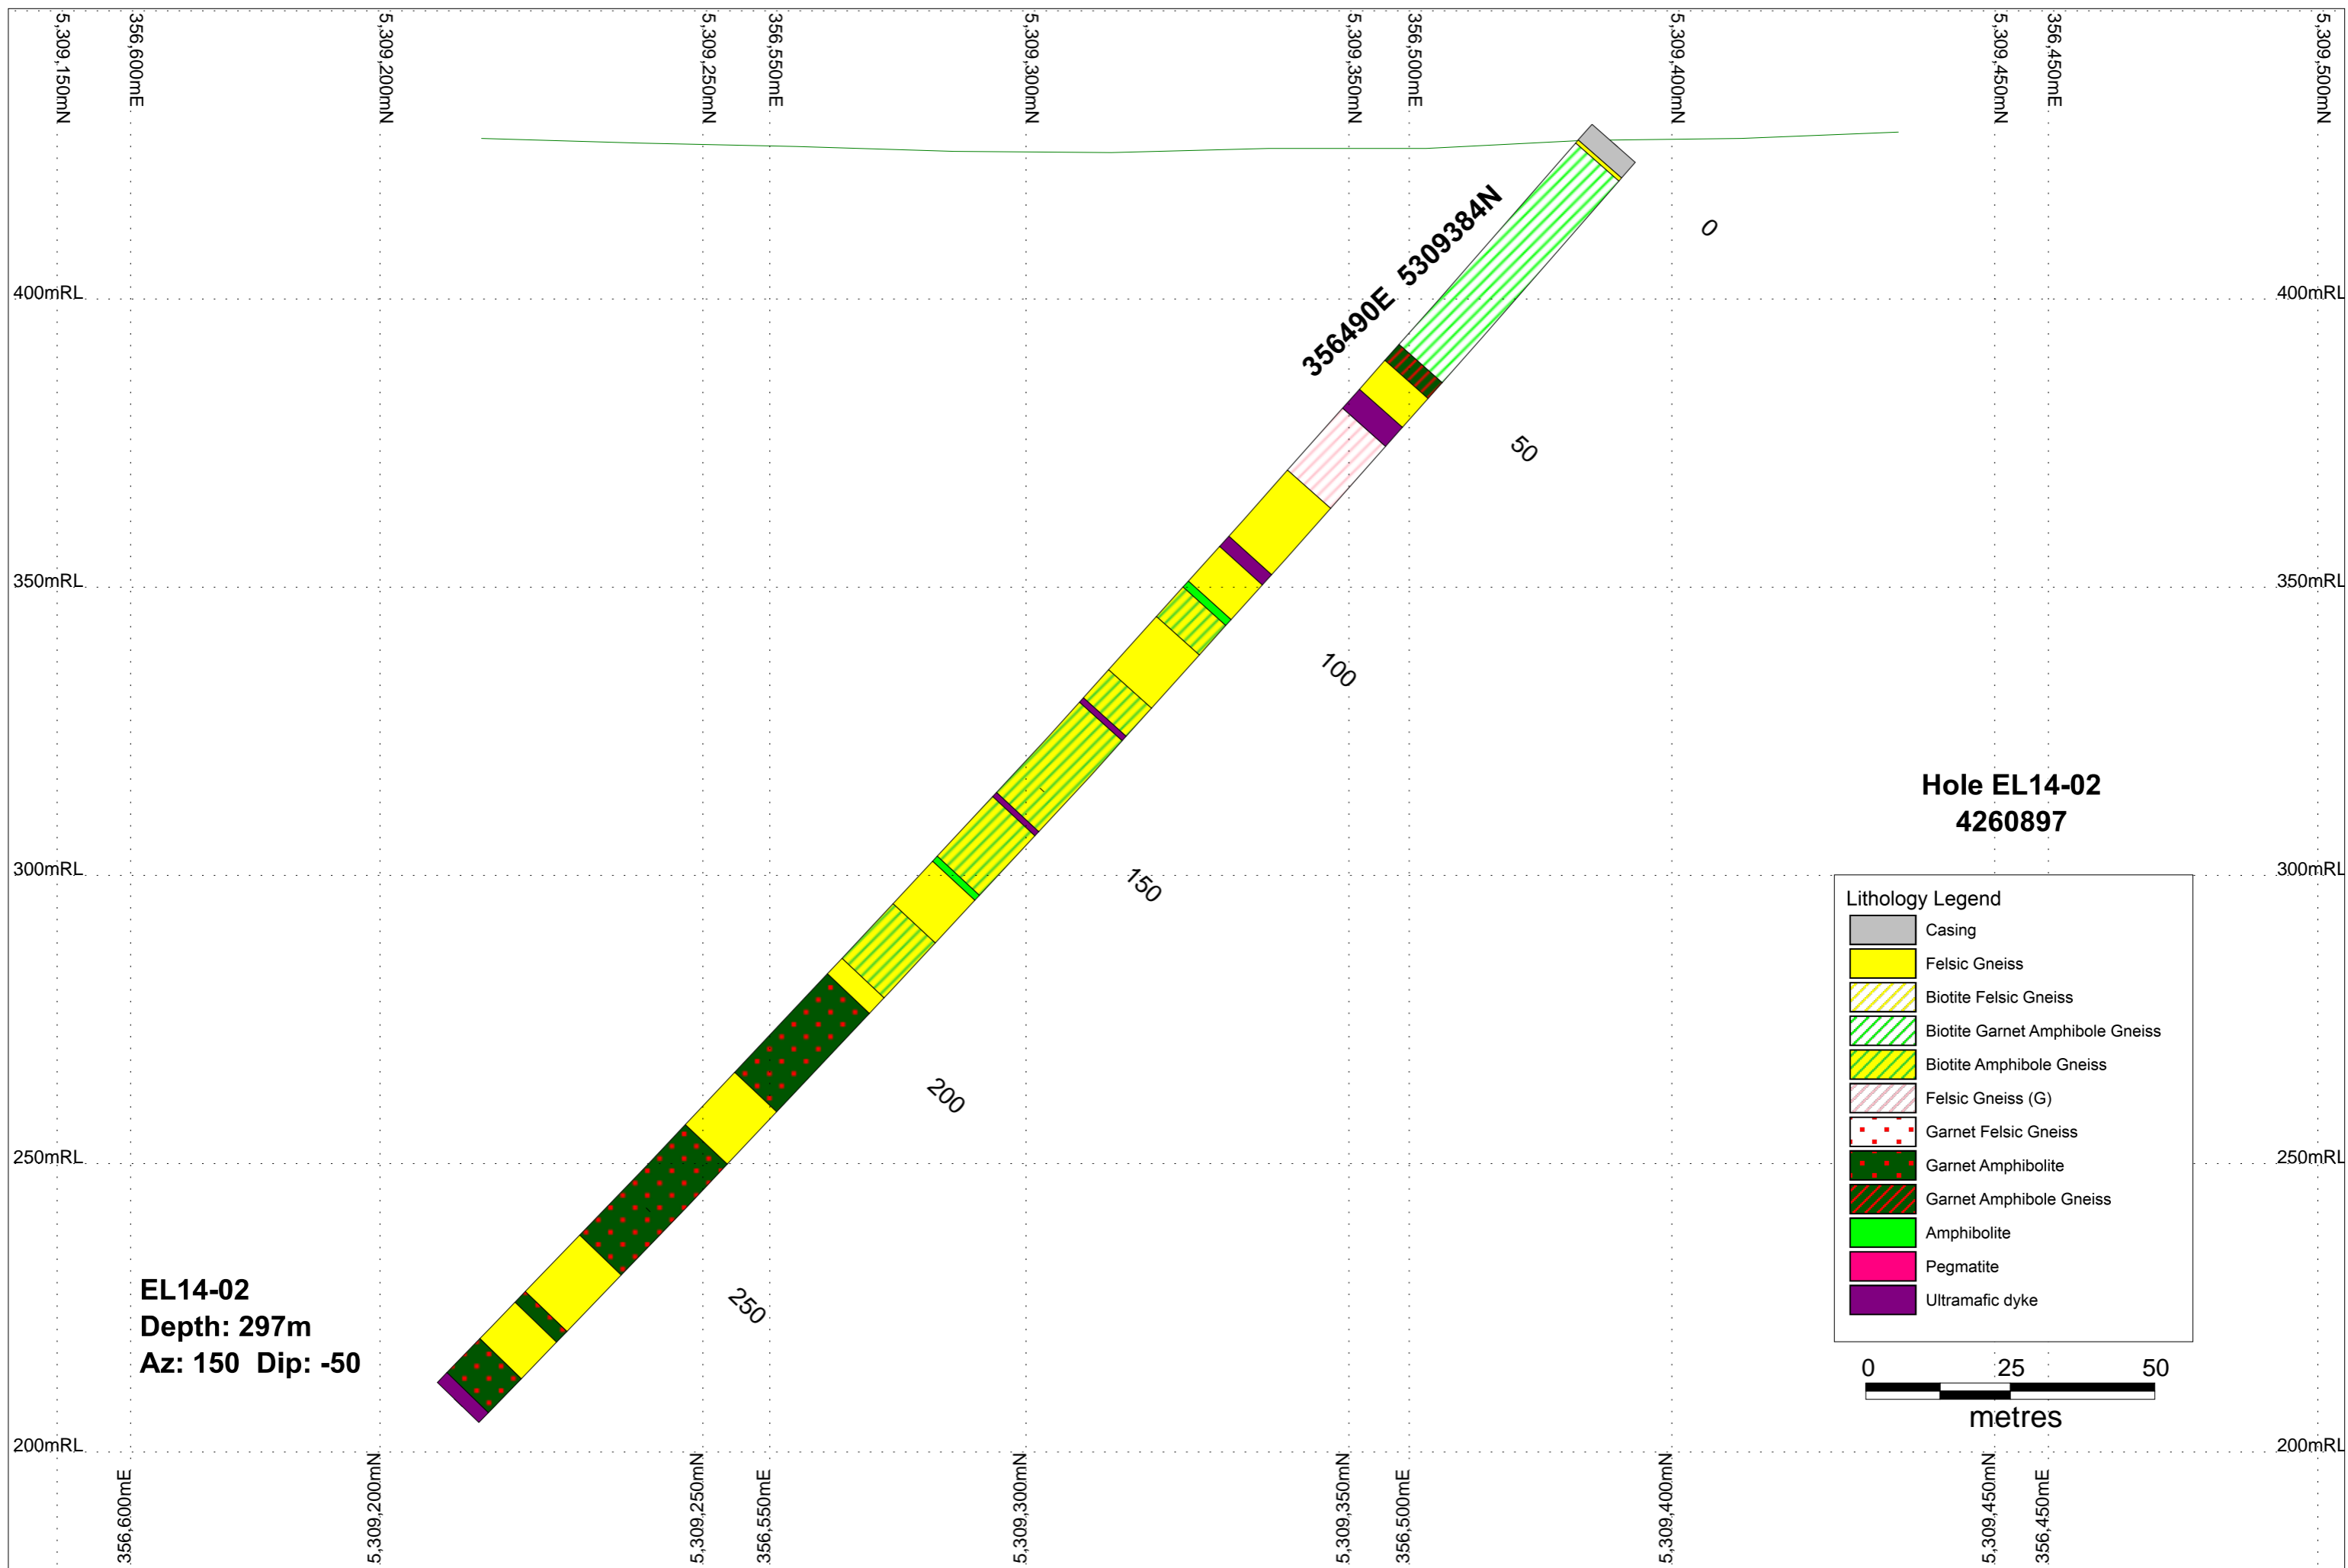 5,309,150mN
356,600mE
5,309,200mN
5,309,250mN
356,550mE
5,309,300mN
5,309,350mN
356,500mE
5,309,400mN
5,309,450mN
356,450mE
5,309,500mN
356490E 5309384N
0
400mRL
400mRL
50
350mRL
350mRL
100
Hole EL14-02
4260897
300mRL
300mRL
150
Lithology Legend
Casing
Felsic Gneiss
Biotite Felsic Gneiss
Biotite Garnet Amphibole Gneiss
Biotite Amphibole Gneiss
Felsic Gneiss (G)
Garnet Felsic Gneiss
Garnet Amphibolite
Garnet Amphibole Gneiss
Amphibolite
Pegmatite
Ultramafic dyke
200
250mRL
250mRL
250
EL14-02
Depth: 297m
Az: 150 Dip: -50
0 25 50
metres
200mRL
200mRL
356,600mE
5,309,200mN
5,309,250mN
356,550mE
5,309,300mN
5,309,350mN
356,500mE
5,309,400mN
5,309,450mN
356,450mE